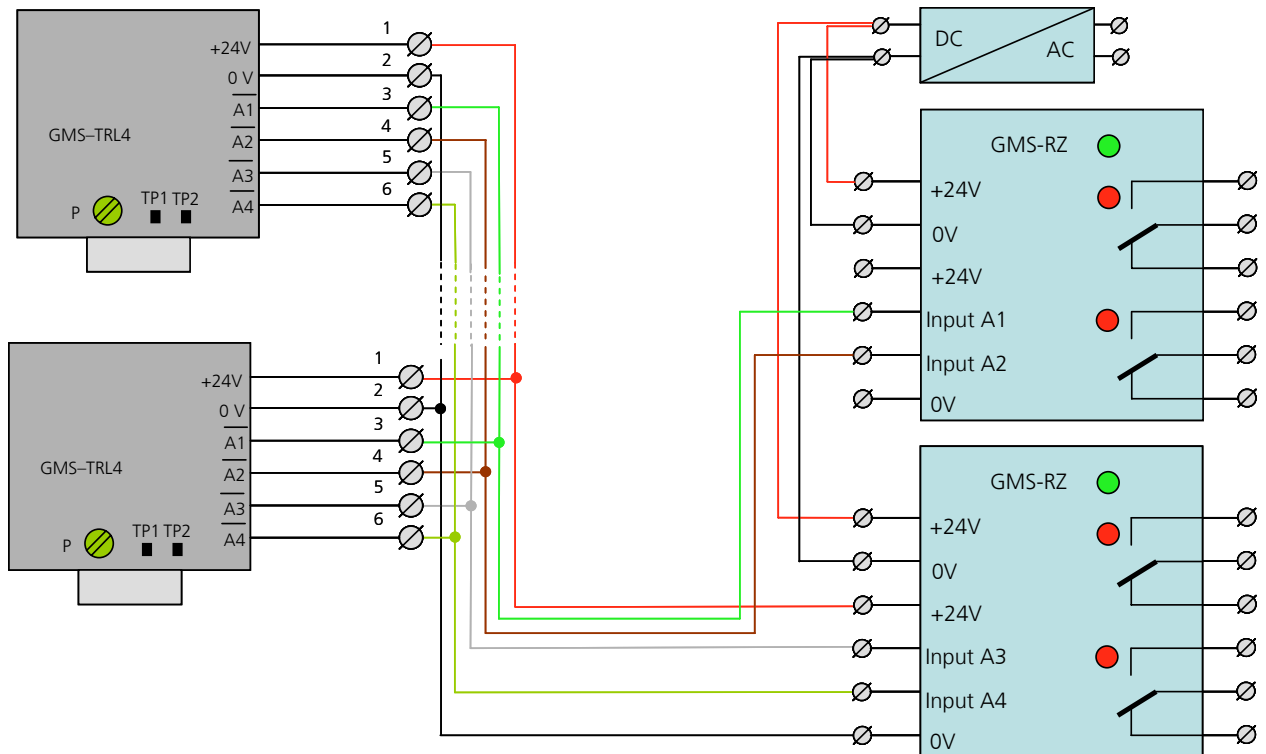 +24V 1
0 V 2
A1 3
GMS–TRL4 A2 4
A3 5
P TP1 TP2 A4 6
+24V 1
0 V 2
A1 3
GMS–TRL4 A2 4
A3 5
P TP1 TP2 A4 6
DC AC
GMS-RZ
+24V
0V
+24V
Input A1
Input A2
0V
GMS-RZ
+24V
0V
+24V
Input A3
Input A4
0V